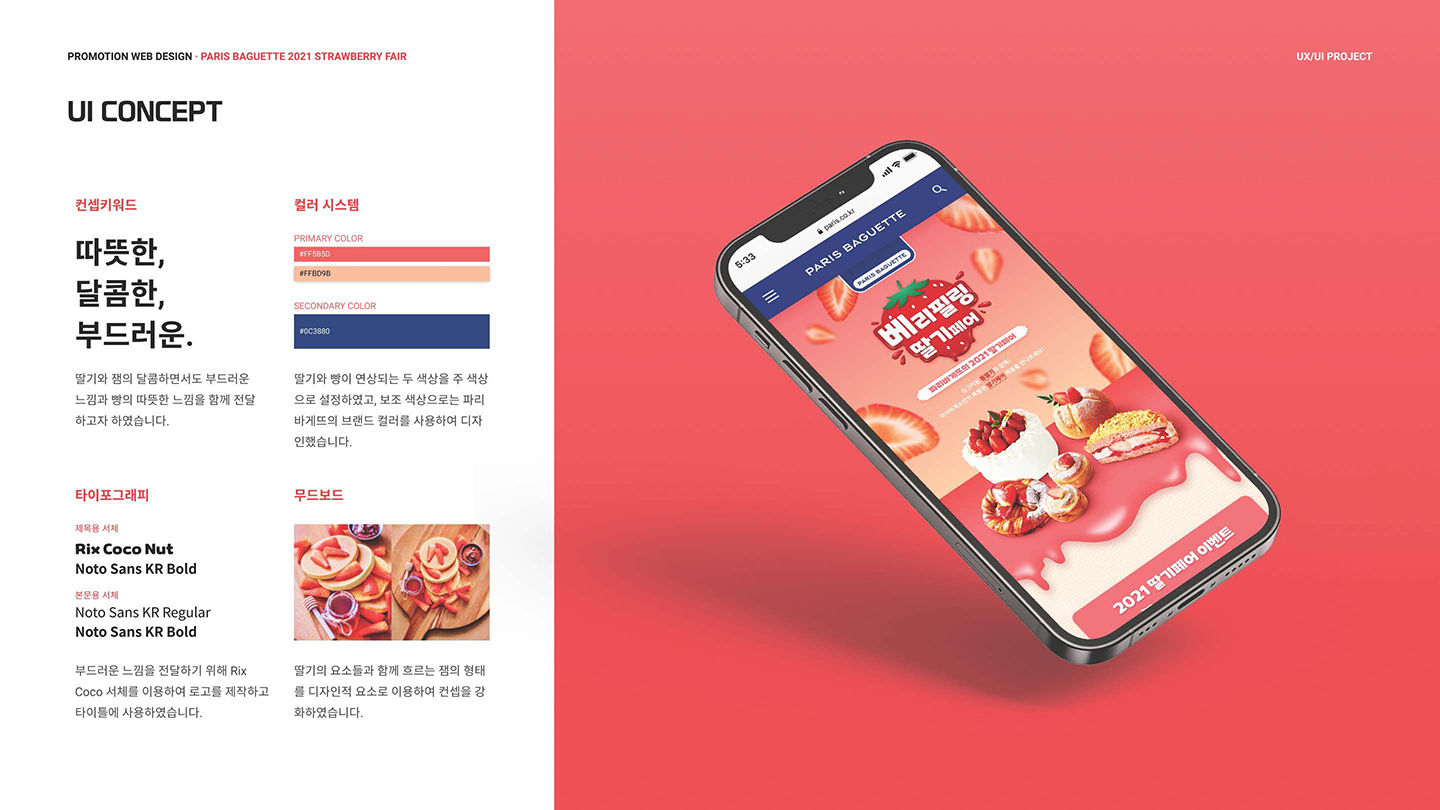 PROMOTION WEB DESIGN · PARIS BAGUETTE 2021 STRAWBERRY FAIR
UX/UI PROJECT
UI CONCEPT
컨셉키워드
따뜻한,
달콤한,
부드러운.
딸기와 잼의 달콤하면서도 부드러운
느낌과 빵의 따뜻한 느낌을 함께 전달
하고자 하였습니다.
컬러 시스템
PRIMARY COLOR
#FF5B5D
#FFBD9B
SECONDARY COLOR
#0C3880
딸기와 빵이 연상되는 두 색상을 주 색상
으로 설정하였고, 보조 색상으로는 파리
바게뜨의 브랜드 컬러를 사용하여 디자
인했습니다.
타이포그래피
제목용 서체
Rix Coco Nut
Noto Sans KR Bold
본문용 서체
Noto Sans KR Regular
Noto Sans KR Bold
부드러운 느낌을 전달하기 위해 Rix
Coco 서체를 이용하여 로고를 제작하고
타이틀에 사용하였습니다.
무드보드
딸기의 요소들과 함께 흐르는 잼의 형태
를 디자인적 요소로 이용하여 컨셉을 강
화하였습니다.
5:33
paris.co.kr
PARIS BAGUETTE
PARIS BAGUETTE
베리필링
딸기페어
파리바게뜨의 2021 딸기페어
2021 딸기페어 이벤트